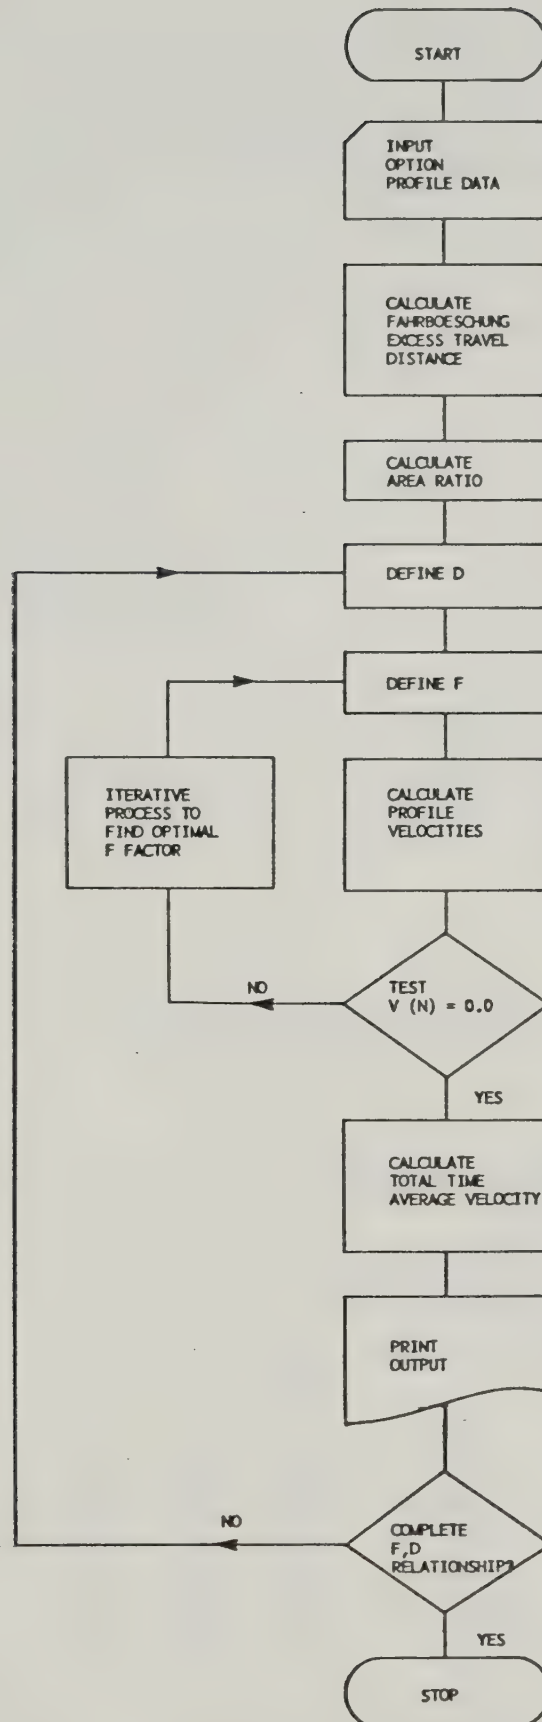 START
INPUT
OPTION
PROFILE DATA
CALCULATE
FAHRBOESCHUNG
EXCESS TRAVEL
DISTANCE
CALCULATE
AREA RATIO
DEFINE D
DEFINE F
ITERATIVE
PROCESS TO
FIND OPTIMAL
F FACTOR
CALCULATE
PROFILE
VELOCITIES
NO
TEST
V (N) = 0.0
YES
CALCULATE
TOTAL TIME
AVERAGE VELOCITY
PRINT
OUTPUT
NO
COMPLETE
F,D
RELATIONSHIP?
YES
STOP